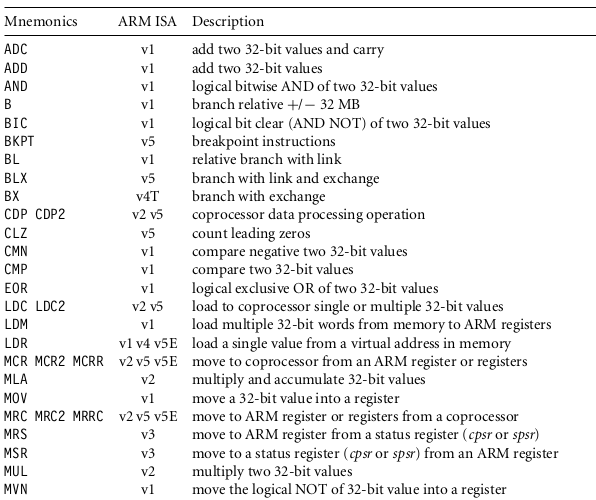 Mnemonics ARM ISA Description
ADC v1 add two 32-bit values and carry
ADD v1 add two 32-bit values
AND v1 logical bitwise AND of two 32-bit values
B v1 branch relative +/− 32 MB
BIC v1 logical bit clear (AND NOT) of two 32-bit values
BKPT v5 breakpoint instructions
BL v1 relative branch with link
BLX v5 branch with link and exchange
BX v4T branch with exchange
CDP CDP2 v2 v5 coprocessor data processing operation
CLZ v5 count leading zeros
CMN v1 compare negative two 32-bit values
CMP v1 compare two 32-bit values
EOR v1 logical exclusive OR of two 32-bit values
LDC LDC2 v2 v5 load to coprocessor single or multiple 32-bit values
LDM v1 load multiple 32-bit words from memory to ARM registers
LDR v1 v4 v5E load a single value from a virtual address in memory
MCR MCR2 MCRR v2 v5 v5E move to coprocessor from an ARM register or registers
MLA v2 multiply and accumulate 32-bit values
MOV v1 move a 32-bit value into a register
MRC MRC2 MRRC v2 v5 v5E move to ARM register or registers from a coprocessor
MRS v3 move to ARM register from a status register (cpsr or spsr)
MSR v3 move to a status register (cpsr or spsr) from an ARM register
MUL v2 multiply two 32-bit values
MVN v1 move the logical NOT of 32-bit value into a register